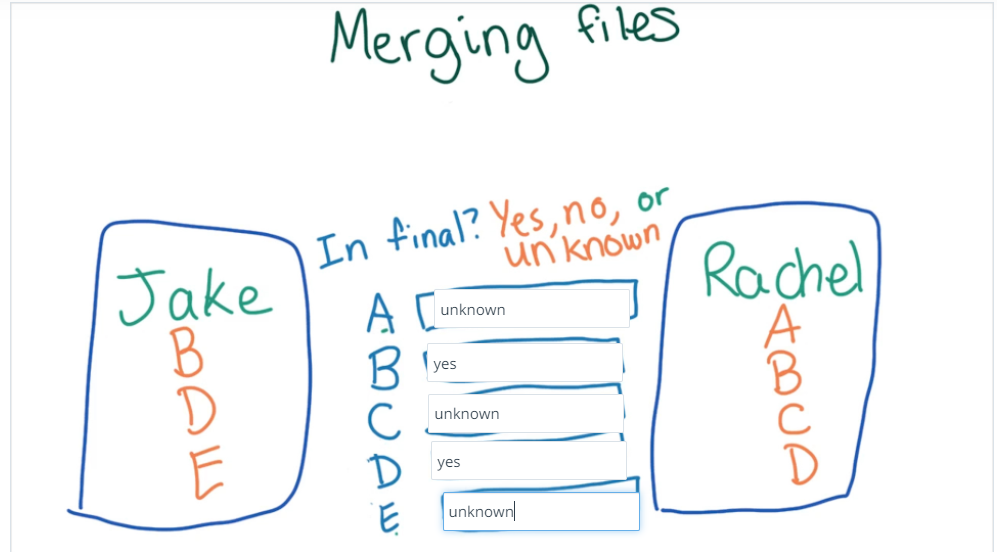 Merging files
In final? Yes, no, or
unknown
Jake
B
D
E
A unknown
B yes
C unknown
D yes
E unknown
Rachel
A
B
C
D